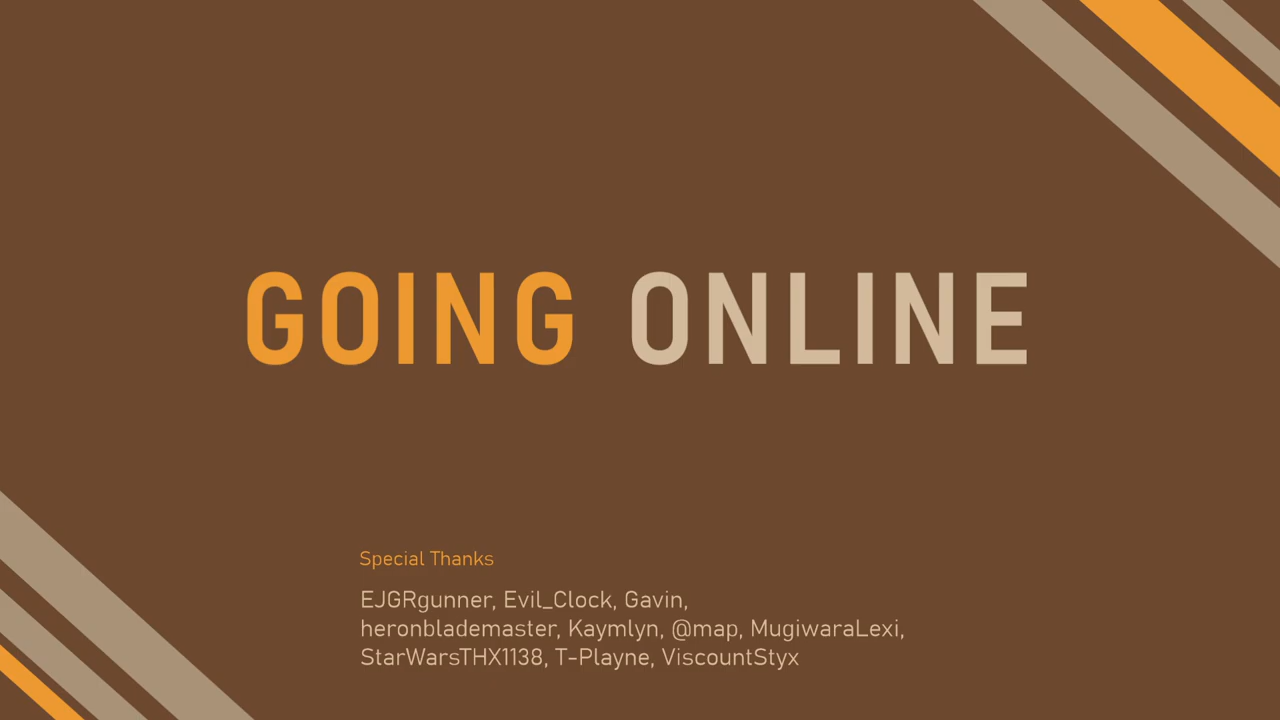 GOING ONLINE
Special Thanks
EJGRgunner, Evil_Clock, Gavin,
heronblademaster, Kaymlyn, @map, MugiwaraLexi,
StarWarsTHX1138, T-Playne, ViscountStyx